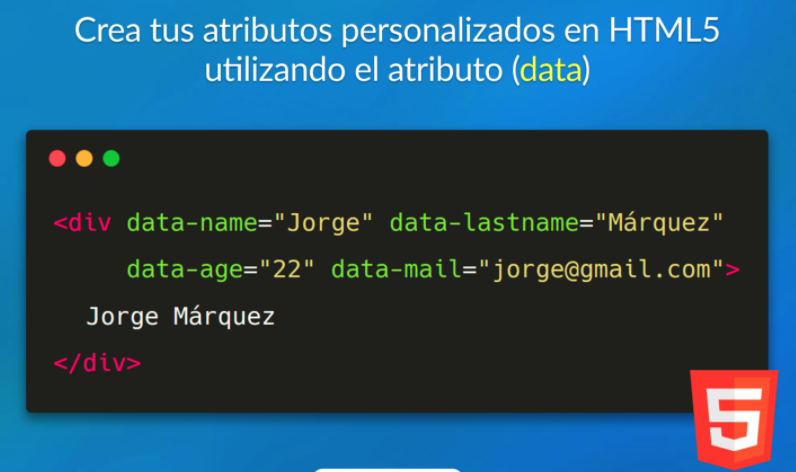 Crea tus atributos personalizados en HTML5
utilizando el atributo (data)
<div data-name="Jorge" data-lastname="Márquez"
data-age="22" data-mail="jorge@gmail.com">
Jorge Márquez
</div>
5